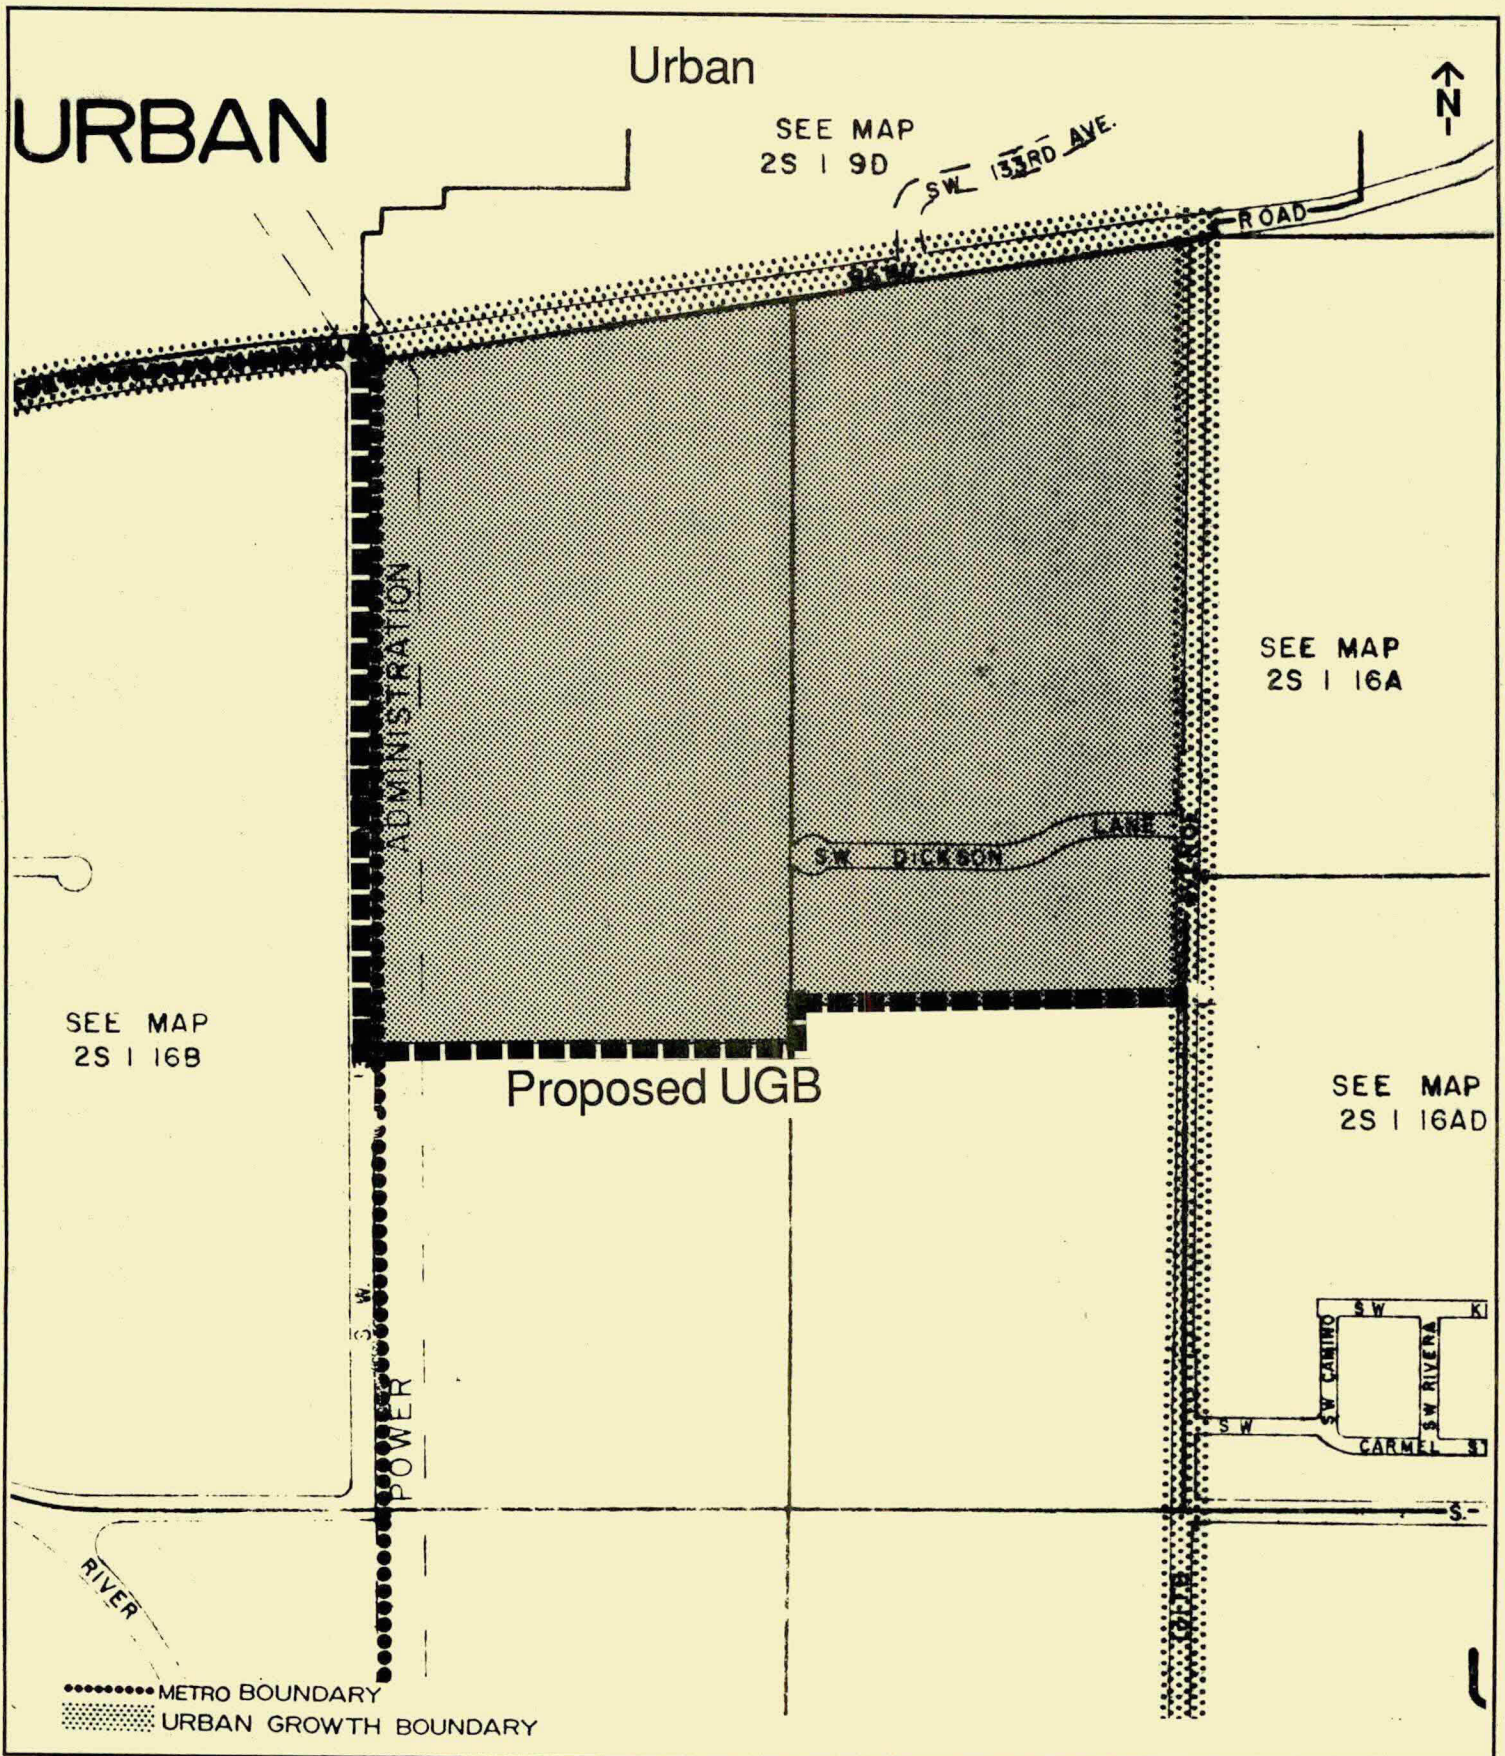 Urban
URBAN
N
SEE MAP
2S 1 9D
SW 133RD AVE.
ROAD
ADMINISTRATION
SEE MAP
2S 1 16A
SW DICKSON LANE
SEE MAP
2S 1 16B
Proposed UGB
SEE MAP
2S 1 16AD
S. W.
SW K
SW CAMINO
SW RIVERA
SW
CARMEL ST
POWER
S.
RIVER
METRO BOUNDARY
URBAN GROWTH BOUNDARY